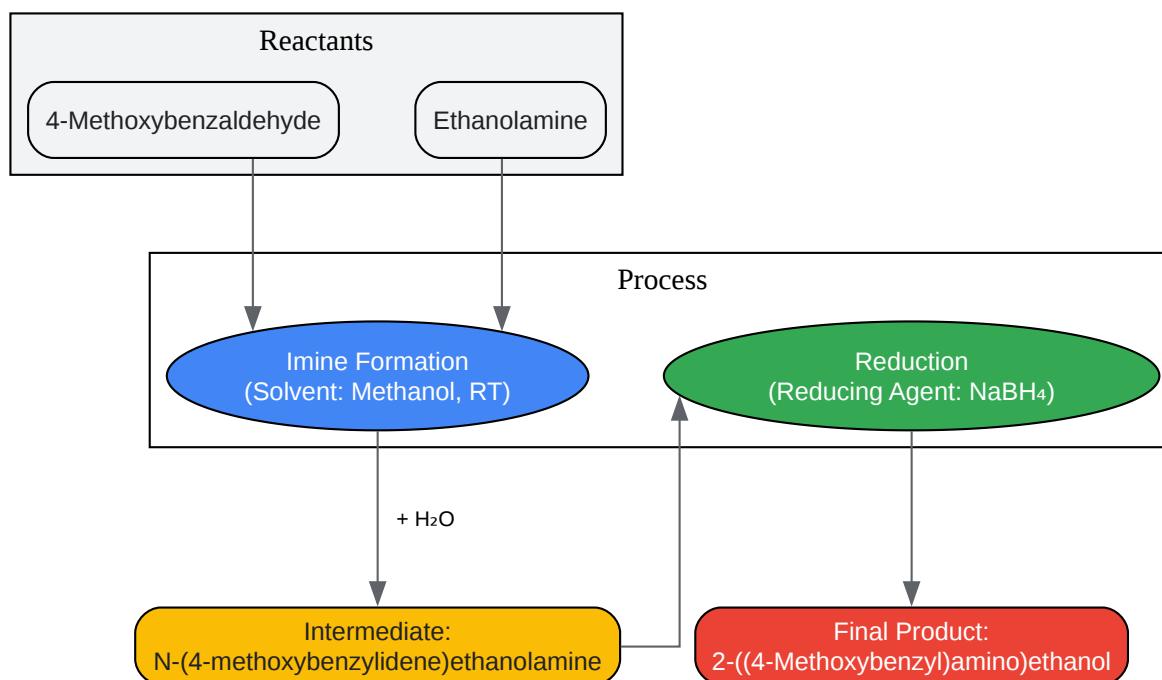 Reactants
4-Methoxybenzaldehyde
Ethanolamine
Process
Imine Formation
(Solvent: Methanol, RT)
Reduction
(Reducing Agent: NaBH₄)
+ H₂O
Intermediate:
N-(4-methoxybenzylidene)ethanolamine
Final Product:
2-((4-Methoxybenzyl)amino)ethanol